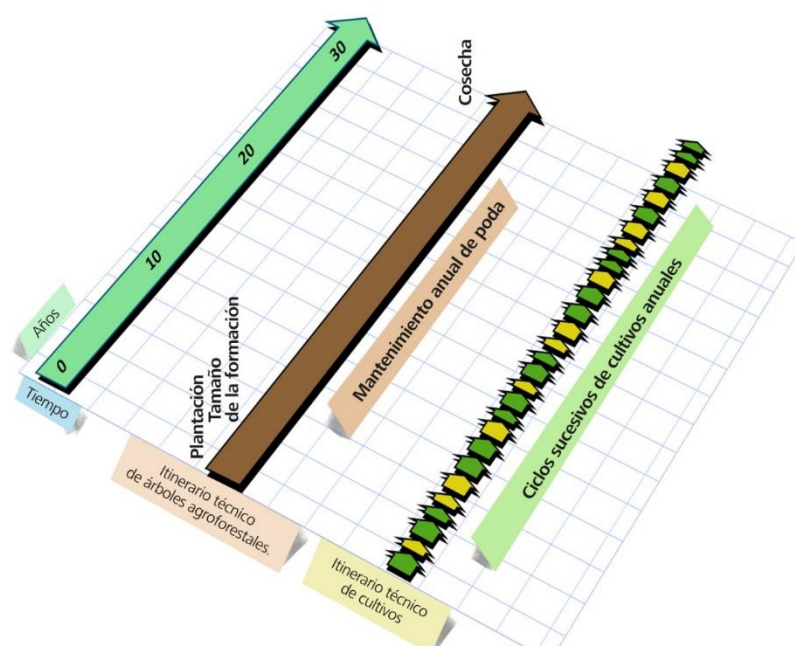 Años
0
10
20
30
Tiempo
Plantación
Tamaño
de la formación
Cosecha
Mantenimiento anual de poda
Itinerario técnico
de árboles agroforestales.
Ciclos sucesivos de cultivos anuales
Itinerario técnico
de cultivos